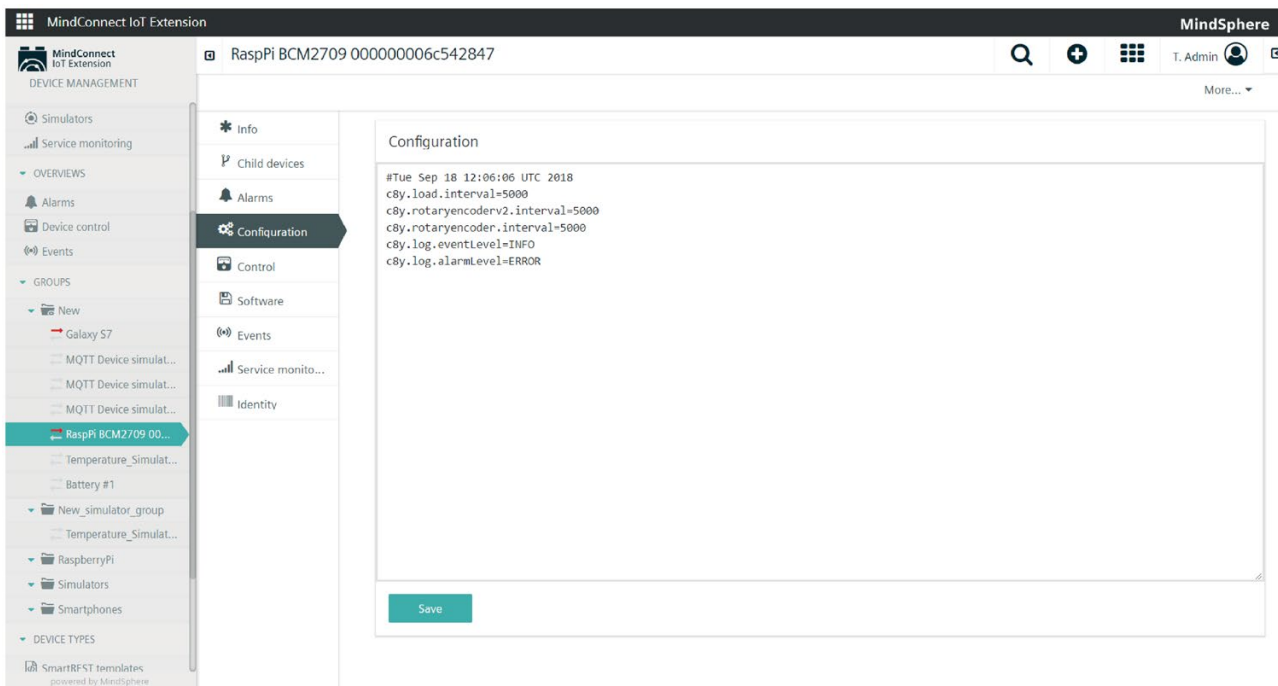 MindConnect IoT Extension
MindSphere
MindConnect
IoT Extension
DEVICE MANAGEMENT
RaspPi BCM2709 000000006c542847
T. Admin
More...
Simulators
Service monitoring
OVERVIEWS
Alarms
Device control
Events
GROUPS
New
Galaxy S7
MQTT Device simulat...
MQTT Device simulat...
MQTT Device simulat...
RaspPi BCM2709 00...
Temperature_Simulat...
Battery #1
New_simulator_group
Temperature_Simulat...
RaspberryPi
Simulators
Smartphones
DEVICE TYPES
SmartREST templates
powered by MindSphere
Info
Child devices
Alarms
Configuration
Control
Software
Events
Service monito...
Identity
Configuration
#Tue Sep 18 12:06:06 UTC 2018
c8y.load.interval=5000
c8y.rotaryencoderv2.interval=5000
c8y.rotaryencoder.interval=5000
c8y.log.eventLevel=INFO
c8y.log.alarmLevel=ERROR
Save